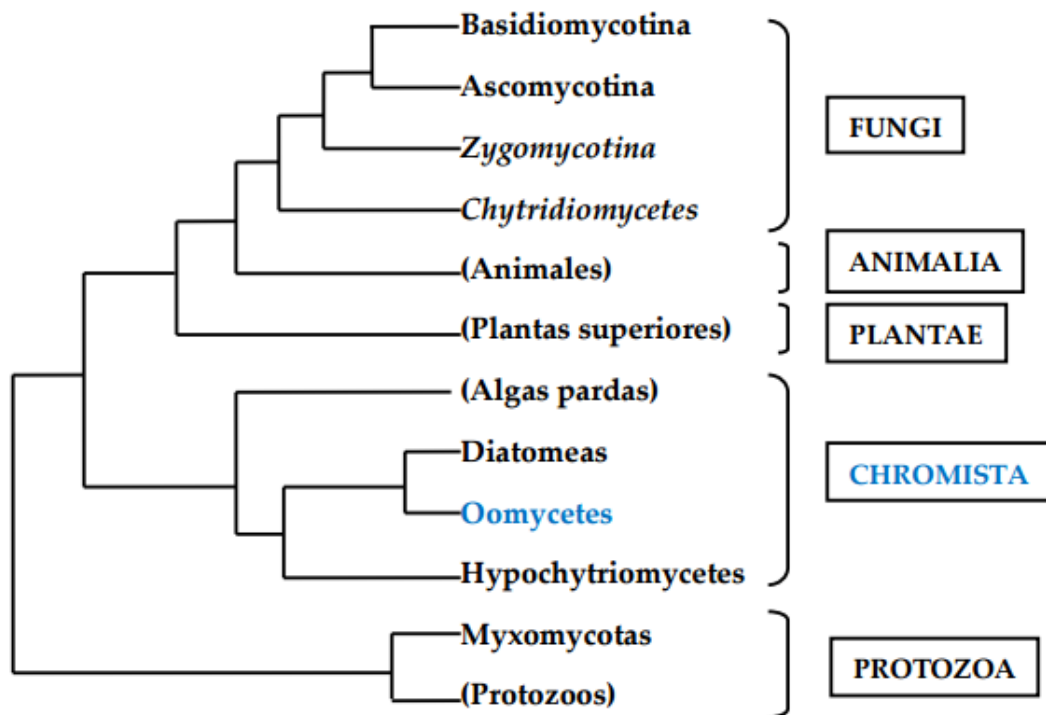 Basidiomycotina
Ascomycotina
Zygomycotina
Chytridiomycetes
FUNGI
(Animales)
ANIMALIA
(Plantas superiores)
PLANTAE
(Algas pardas)
Diatomeas
Oomycetes
Hypochytriomycetes
CHROMISTA
Myxomycotas
(Protozoos)
PROTOZOA